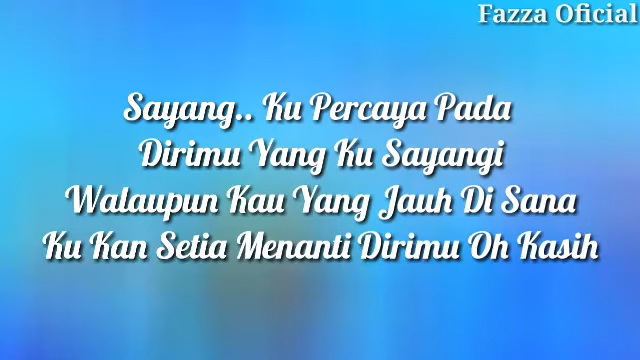 Fazza Oficial
Sayang.. Ku Percaya Pada
Dirimu Yang Ku Sayangi
Walaupun Kau Yang Jauh Di Sana
Ku Kan Setia Menanti Dirimu Oh Kasih